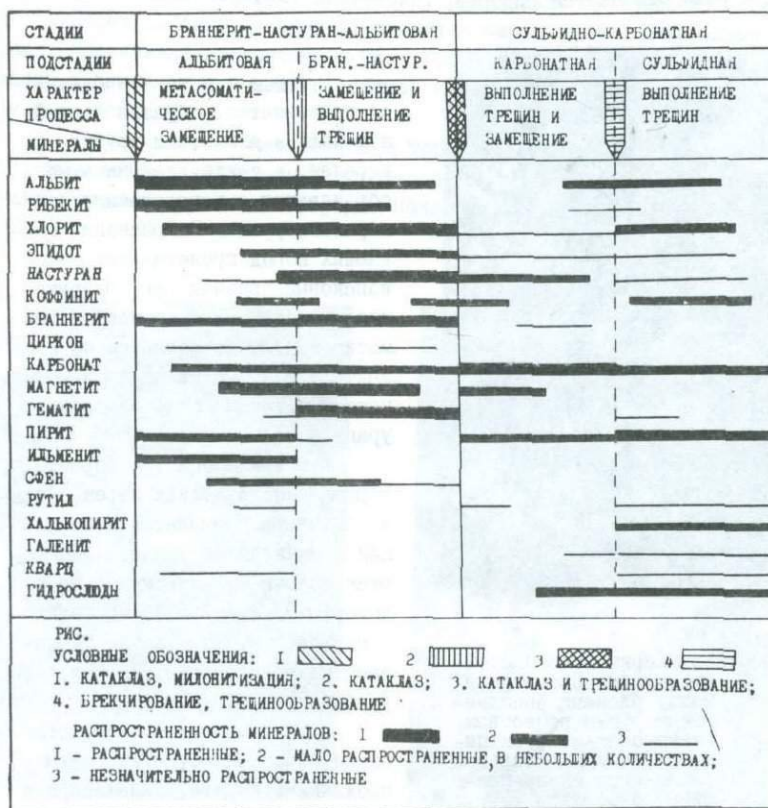 СТАДИИ БРАННЕРИТ-НАСТУРАН-АЛЬБИТОВАЯ СУЛЬФИДНО-КАРБОНАТНАЯ
ПОДСТАДИИ АЛЬБИТОВАЯ БРАН.-НАСТУР. КАРБОНАТНАЯ СУЛЬФИДНАЯ
ХАРАКТЕР МЕТАСОМАТИ- ЗАМЕЩЕНИЕ И ВЫПОЛНЕНИЕ ВЫПОЛНЕНИЕ
ПРОЦЕССА ЧЕСКОЕ ВЫПОЛНЕНИЕ ТРЕЩИН И ТРЕЩИН
ЗАМЕЩЕНИЕ ТРЕЩИН ЗАМЕЩЕНИЕ
МИНЕРАЛЫ
АЛЬБИТ
РИБЕКИТ
ХЛОРИТ
ЭПИДОТ
НАСТУРАН
КОФФИНИТ
БРАННЕРИТ
ЦИРКОН
КАРБОНАТ
МАГНЕТИТ
ГЕМАТИТ
ПИРИТ
ИЛЬМЕНИТ
СФЕН
РУТИЛ
ХАЛЬКОПИРИТ
ГАЛЕНИТ
КВАРЦ
ГИДРОСЛЮДЫ
РИС.
УСЛОВНЫЕ ОБОЗНАЧЕНИЯ: I 2 3 4
I. КАТАКЛАЗ, МИЛОНИТИЗАЦИЯ; 2. КАТАКЛАЗ; 3. КАТАКЛАЗ И ТРЕЩИНООБРАЗОВАНИЕ;
4. БРЕКЧИРОВАНИЕ, ТРЕЩИНООБРАЗОВАНИЕ
РАСПРОСТРАНЕННОСТЬ МИНЕРАЛОВ: 1 2 3
I - РАСПРОСТРАНЕННЫЕ; 2 - МАЛО РАСПРОСТРАНЕННЫЕ, В НЕБОЛЬШИХ КОЛИЧЕСТВАХ;
3 - НЕЗНАЧИТЕЛЬНО РАСПРОСТРАНЕННЫЕ